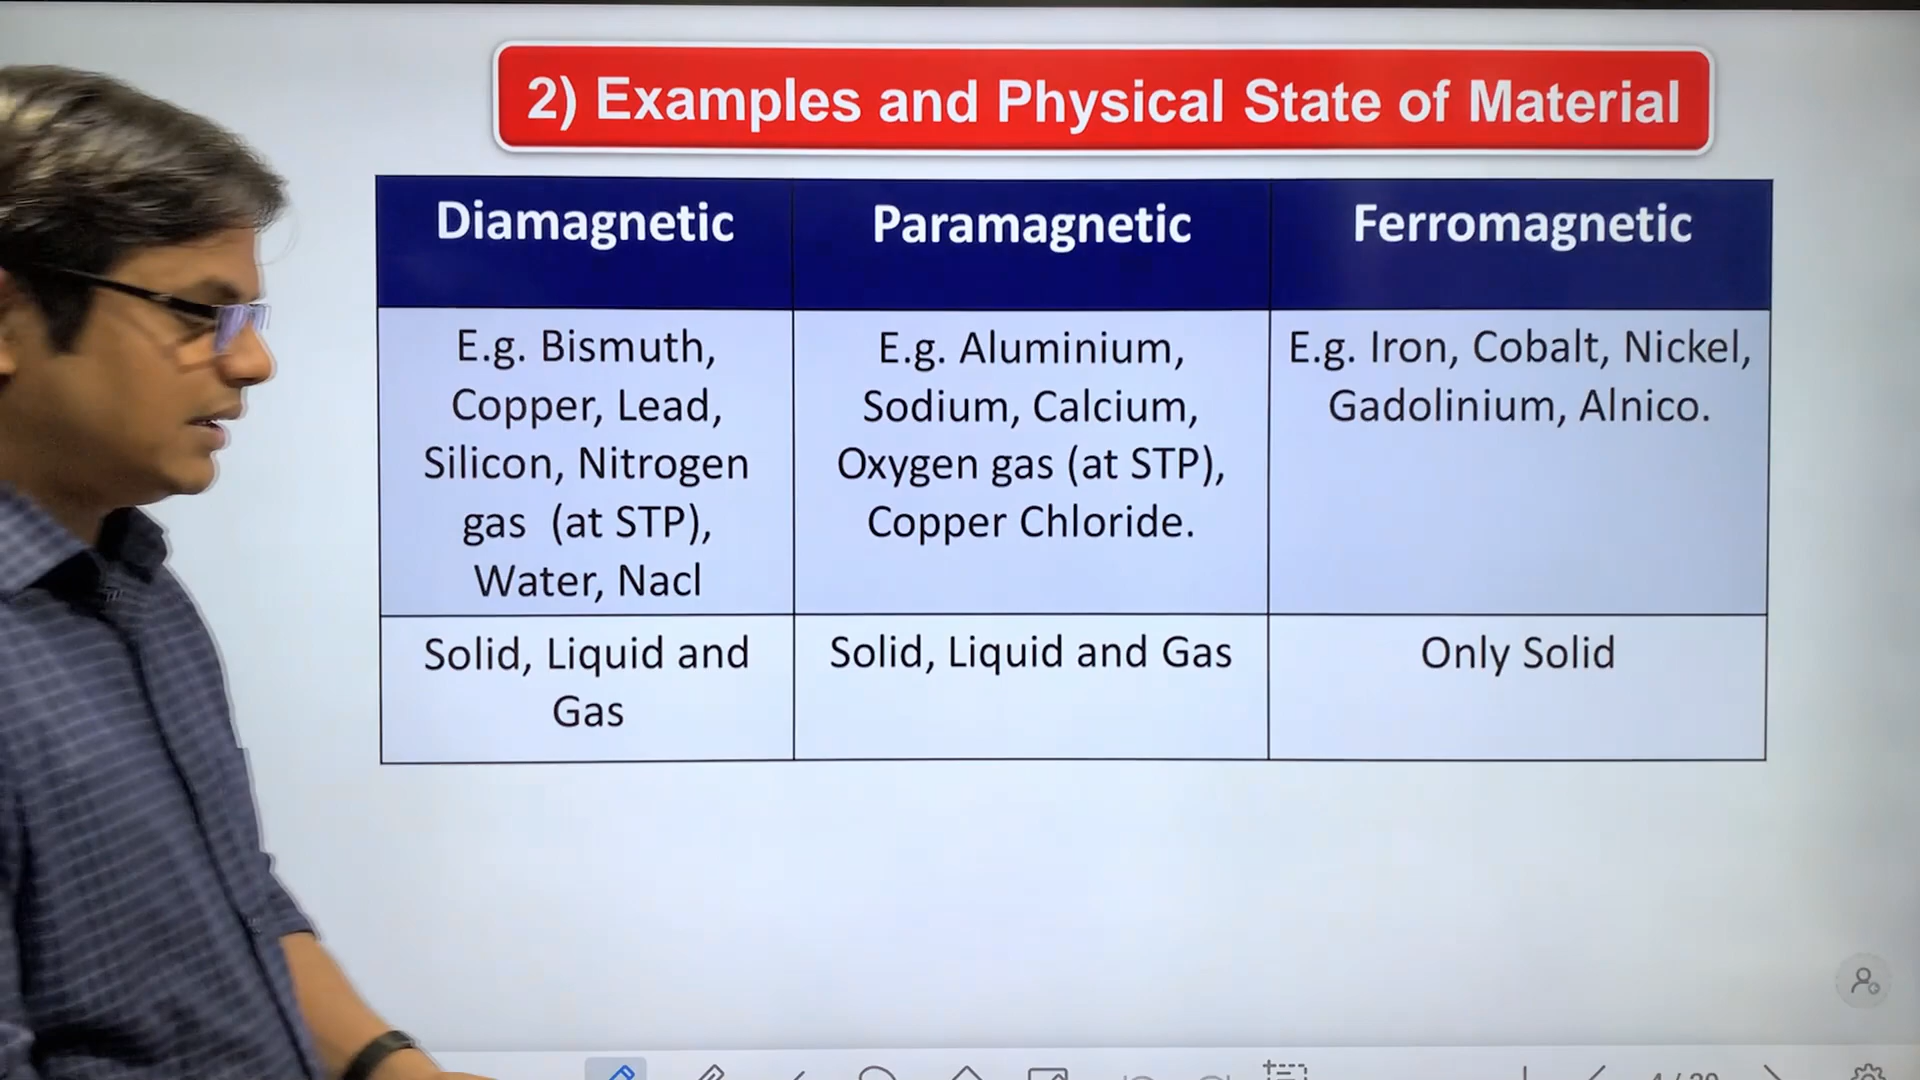 2) Examples and Physical State of Material
Diamagnetic
Paramagnetic
Ferromagnetic
E.g. Bismuth,
Copper, Lead,
Silicon, Nitrogen
gas (at STP),
Water, Nacl
E.g. Aluminium,
Sodium, Calcium,
Oxygen gas (at STP),
Copper Chloride.
E.g. Iron, Cobalt, Nickel,
Gadolinium, Alnico.
Solid, Liquid and
Gas
Solid, Liquid and Gas
Only Solid